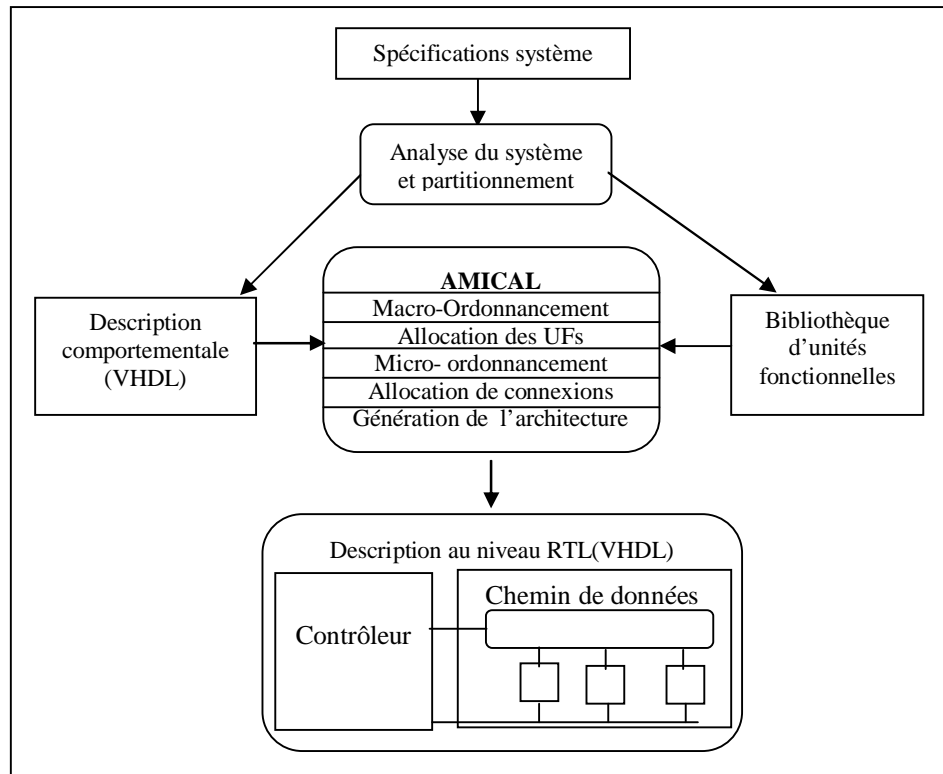 Spécifications système
Analyse du système
et partitionnement
Description
comportementale
(VHDL)
AMICAL
Macro-Ordonnancement
Allocation des UFs
Micro- ordonnancement
Allocation de connexions
Génération de l’architecture
Bibliothèque
d’unités
fonctionnelles
Description au niveau RTL(VHDL)
Contrôleur
Chemin de données